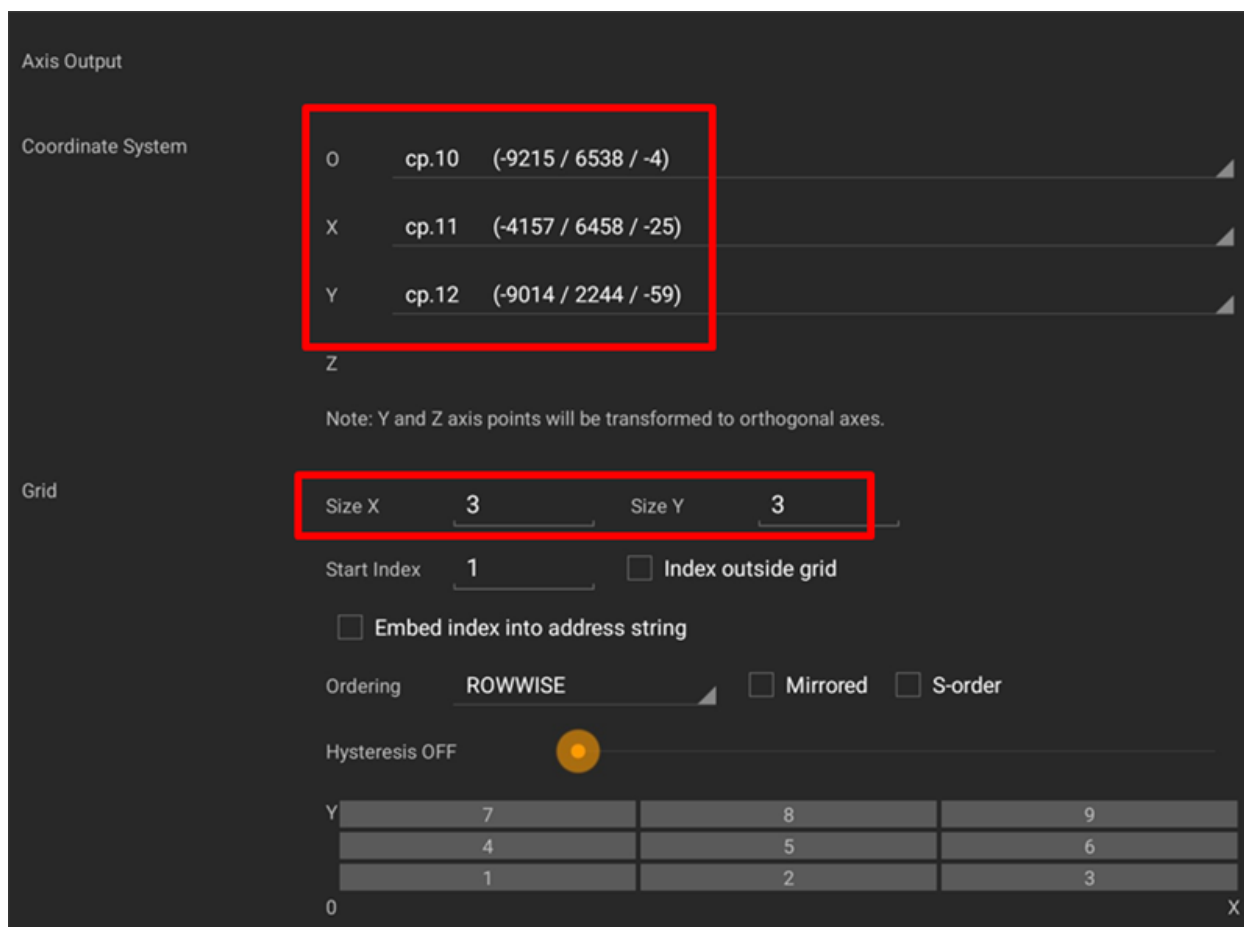 Axis Output
Coordinate System
O cp.10 (-9215 / 6538 / -4)
X cp.11 (-4157 / 6458 / -25)
Y cp.12 (-9014 / 2244 / -59)
Z
Note: Y and Z axis points will be transformed to orthogonal axes.
Grid
Size X 3 Size Y 3
Start Index 1 Index outside grid
Embed index into address string
Ordering ROWWISE Mirrored S-order
Hysteresis OFF
Y 7 8 9
4 5 6
1 2 3
0 X